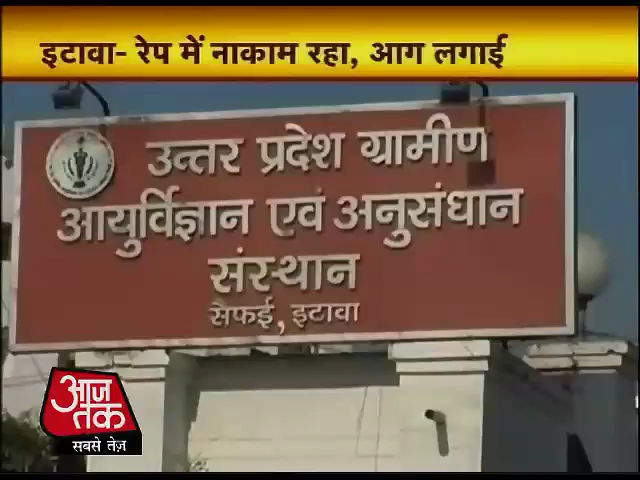 इटावा- रेप में नाकाम रहा, आग लगाई
उत्तर प्रदेश ग्रामीण
आयुर्विज्ञान एवं अनुसंधान
संस्थान
सैफई, इटावा
आज
तक
सबसे तेज़